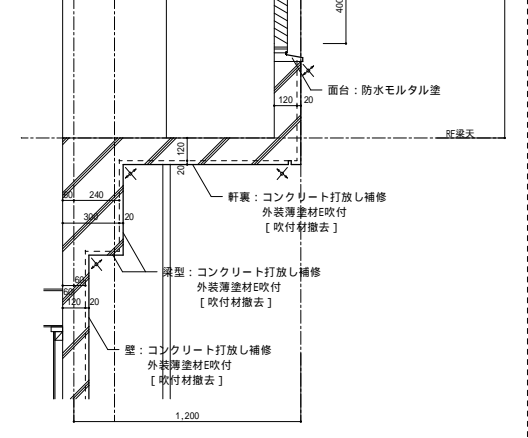 400
面台：防水モルタル塗
120
20
RF梁天
120
20
60
240
300
20
軒裏：コンクリート打放し補修
外装薄塗材E吹付
［ 吹付材撤去 ］
梁型：コンクリート打放し補修
外装薄塗材E吹付
［ 吹付材撤去 ］
60
60
120
20
壁：コンクリート打放し補修
外装薄塗材E吹付
［ 吹付材撤去 ］
1,200